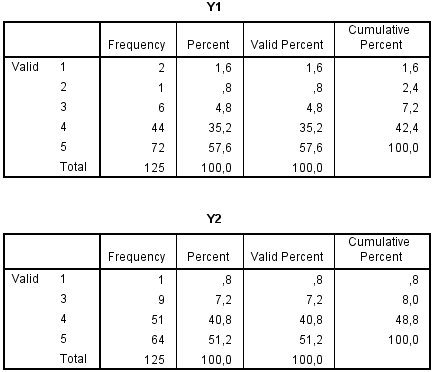 Y1
Frequency Percent Valid Percent Cumulative Percent
Valid 1 2 1,6 1,6 1,6
2 1 ,8 ,8 2,4
3 6 4,8 4,8 7,2
4 44 35,2 35,2 42,4
5 72 57,6 57,6 100,0
Total 125 100,0 100,0
Y2
Frequency Percent Valid Percent Cumulative Percent
Valid 1 1 ,8 ,8 ,8
3 9 7,2 7,2 8,0
4 51 40,8 40,8 48,8
5 64 51,2 51,2 100,0
Total 125 100,0 100,0